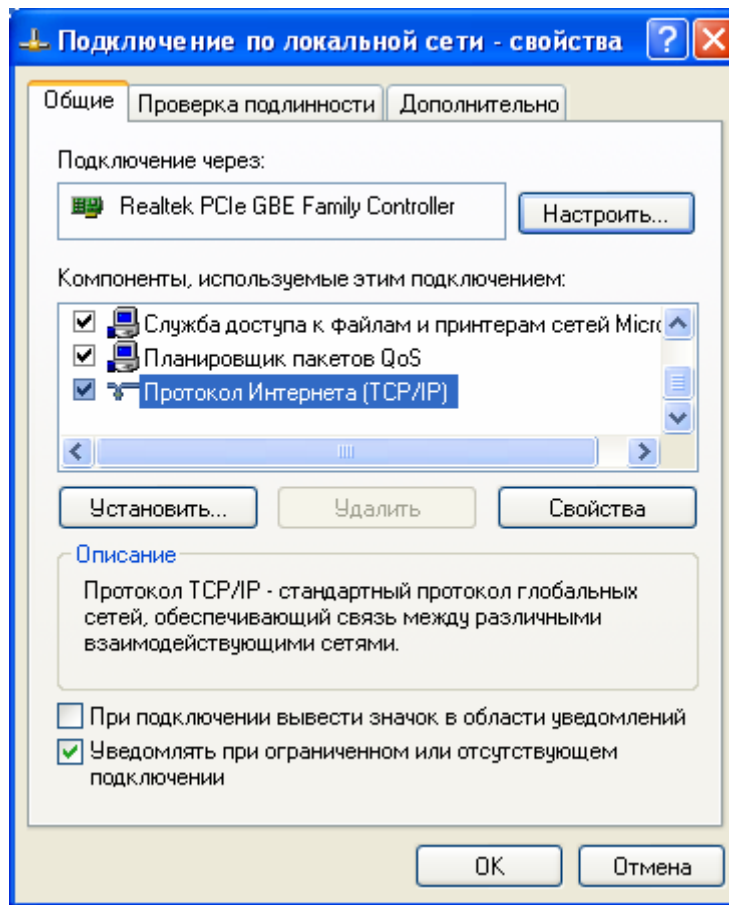 Подключение по локальной сети - свойства
Общие
Проверка подлинности
Дополнительно
Подключение через:
Realtek PCIe GBE Family Controller
Настроить...
Компоненты, используемые этим подключением:
Служба доступа к файлам и принтерам сетей Micro
Планировщик пакетов QoS
Протокол Интернета (TCP/IP)
Установить...
Удалить
Свойства
Описание
Протокол TCP/IP - стандартный протокол глобальных
сетей, обеспечивающий связь между различными
взаимодействующими сетями.
При подключении вывести значок в области уведомлений
Уведомлять при ограниченном или отсутствующем
подключении
OK
Отмена